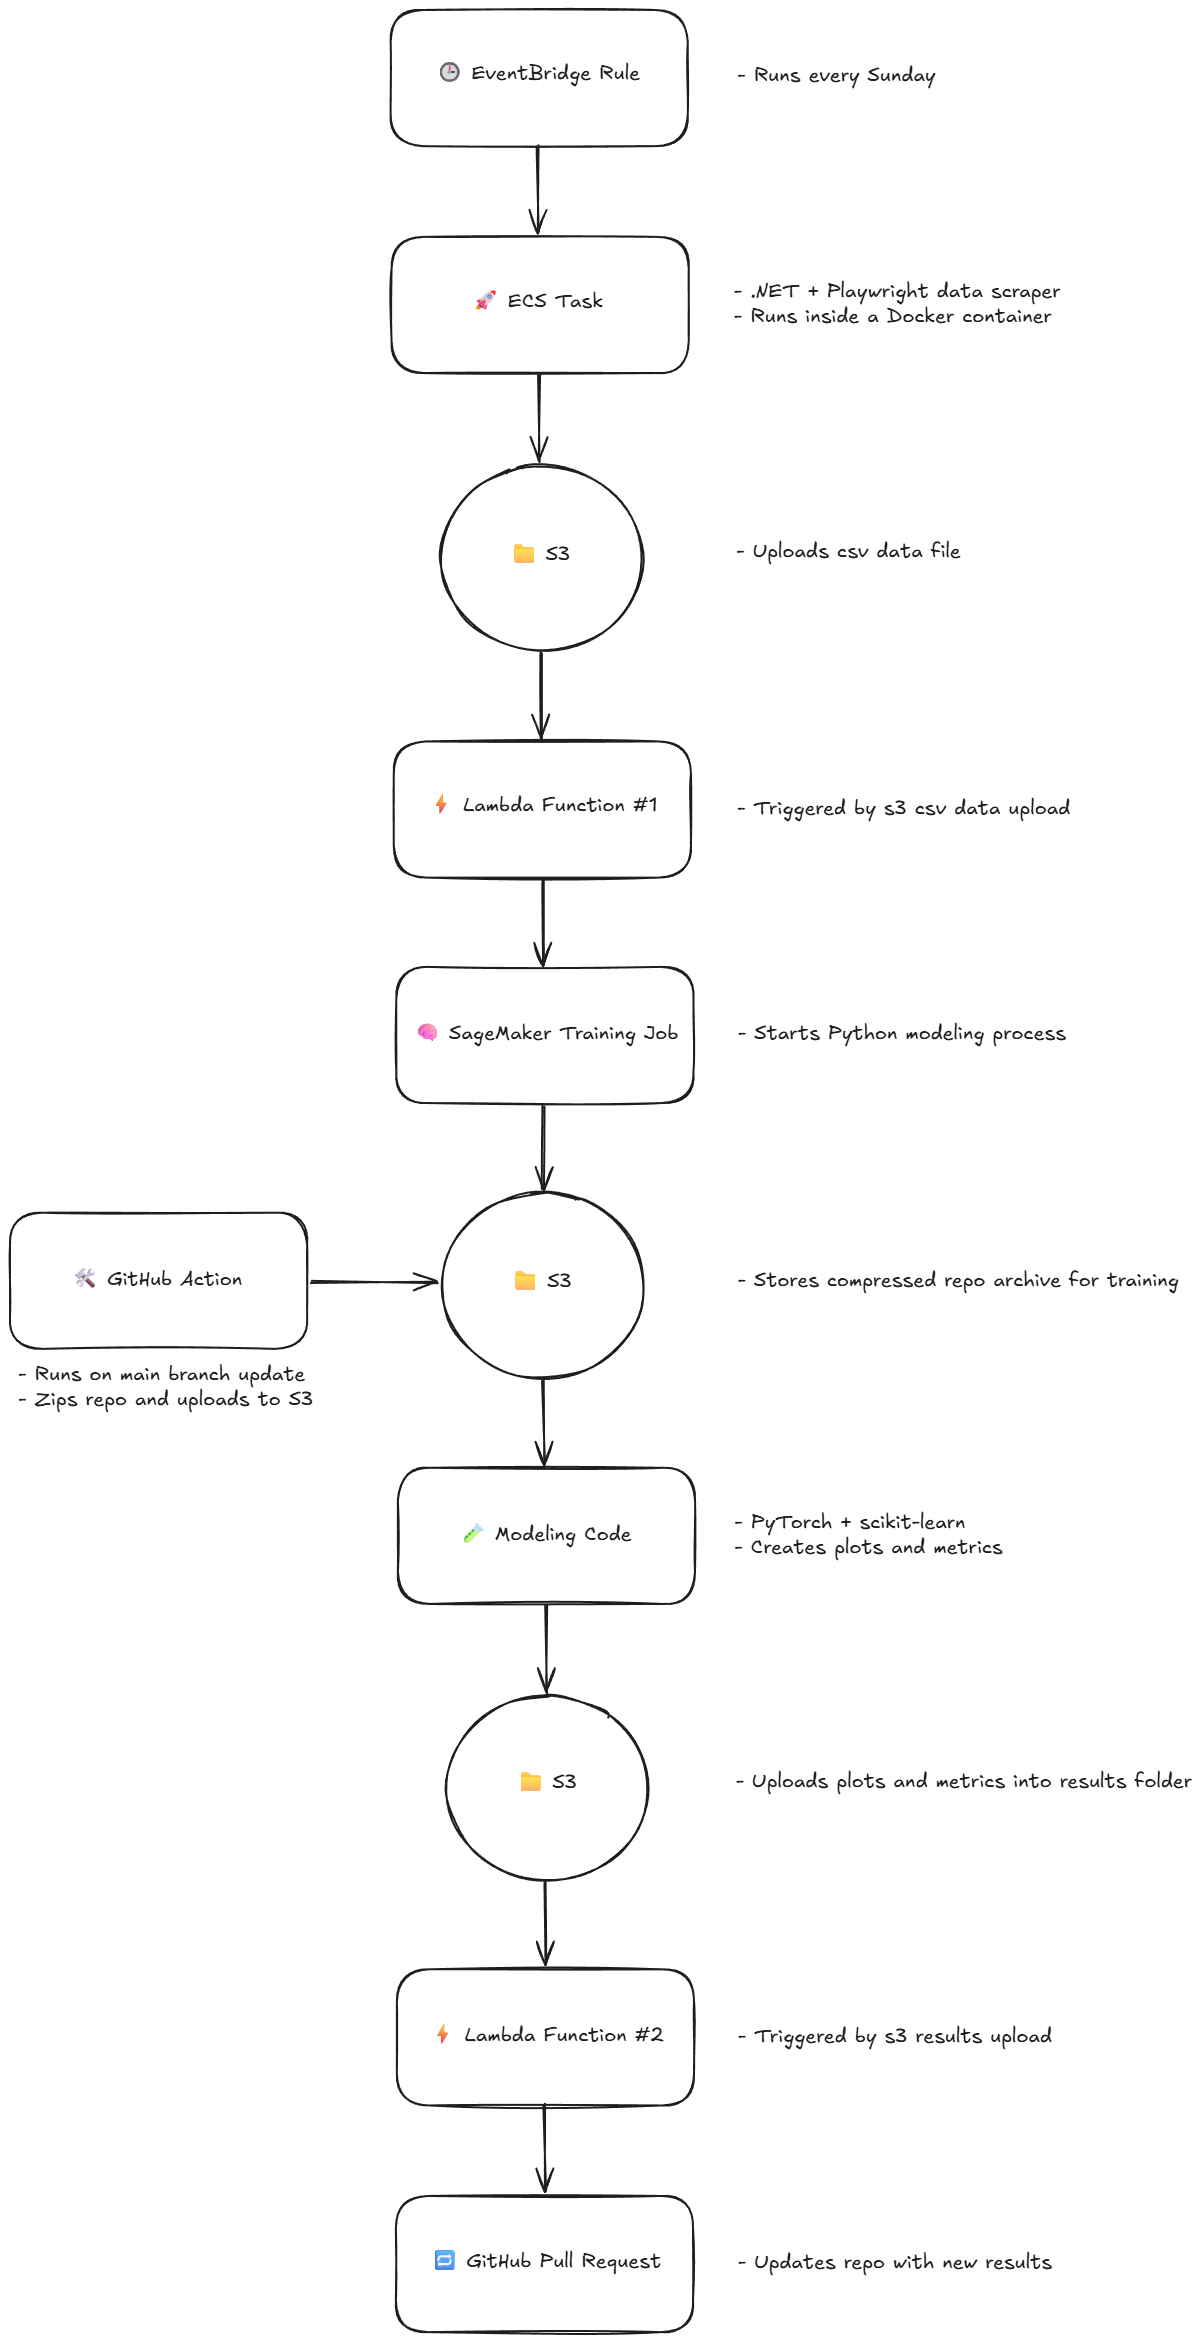 EventBridge Rule
- Runs every Sunday
ECS Task
- .NET + Playwright data scraper
- Runs inside a Docker container
S3
- Uploads csv data file
Lambda Function #1
- Triggered by s3 csv data upload
SageMaker Training Job
- Starts Python modeling process
GitHub Action
- Runs on main branch update
- Zips repo and uploads to S3
S3
- Stores compressed repo archive for training
Modeling Code
- PyTorch + scikit-learn
- Creates plots and metrics
S3
- Uploads plots and metrics into results folder
Lambda Function #2
- Triggered by s3 results upload
GitHub Pull Request
- Updates repo with new results